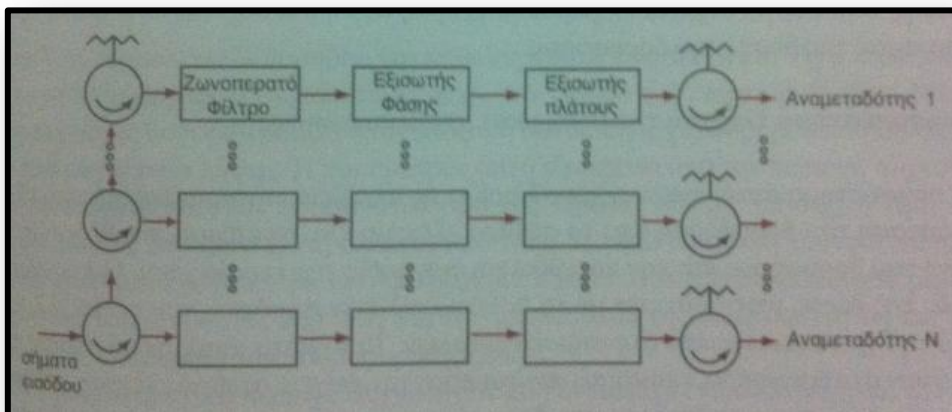 Ζωνοπερατό
Φίλτρο
Εξισωτής
Φάσης
Εξισωτής
πλάτους
Αναμεταδότης 1
Αναμεταδότης Ν
σήματα
εισόδου